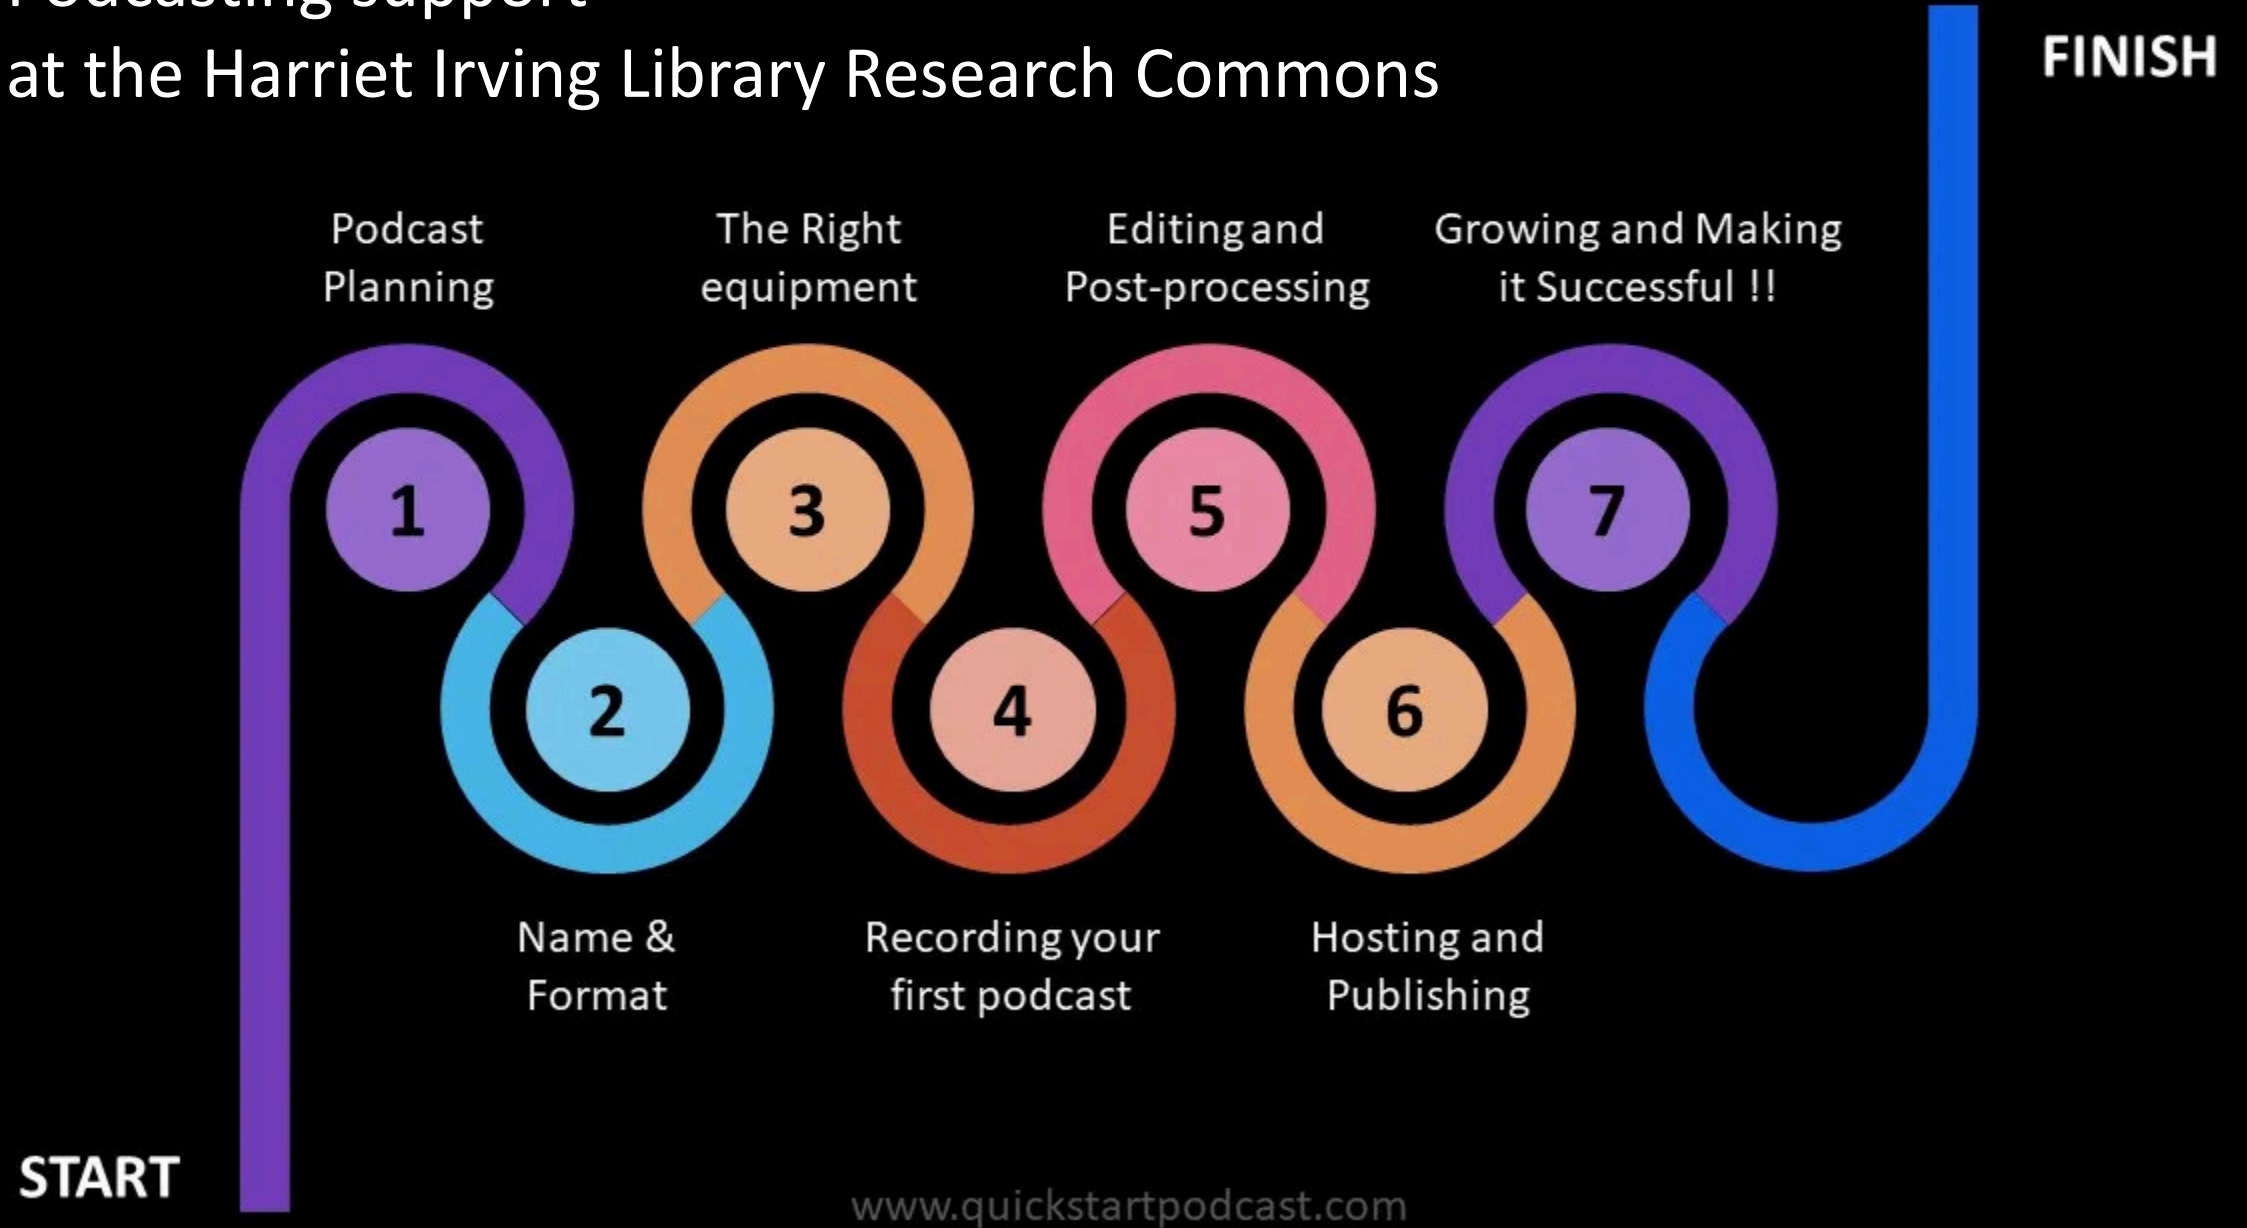 Podcasting support
at the Harriet Irving Library Research Commons
FINISH
Podcast
Planning
The Right
equipment
Editing and
Post-processing
Growing and Making
it Successful !!
1
3
5
7
2
4
6
Name &
Format
Recording your
first podcast
Hosting and
Publishing
START
www.quickstartpodcast.com